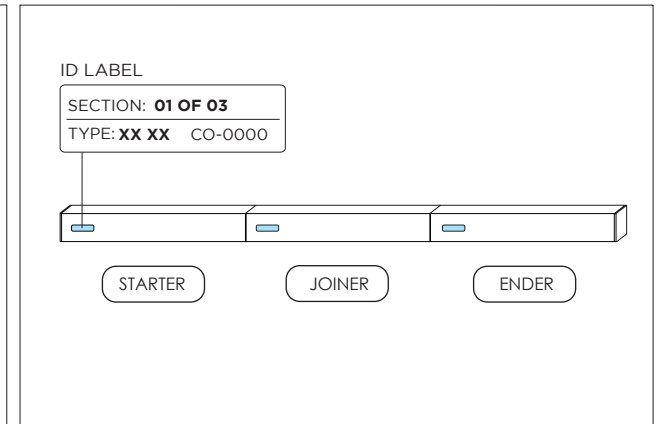 ID LABEL
SECTION: 01 OF 03
TYPE: XX XX CO-0000
STARTER JOINER ENDER